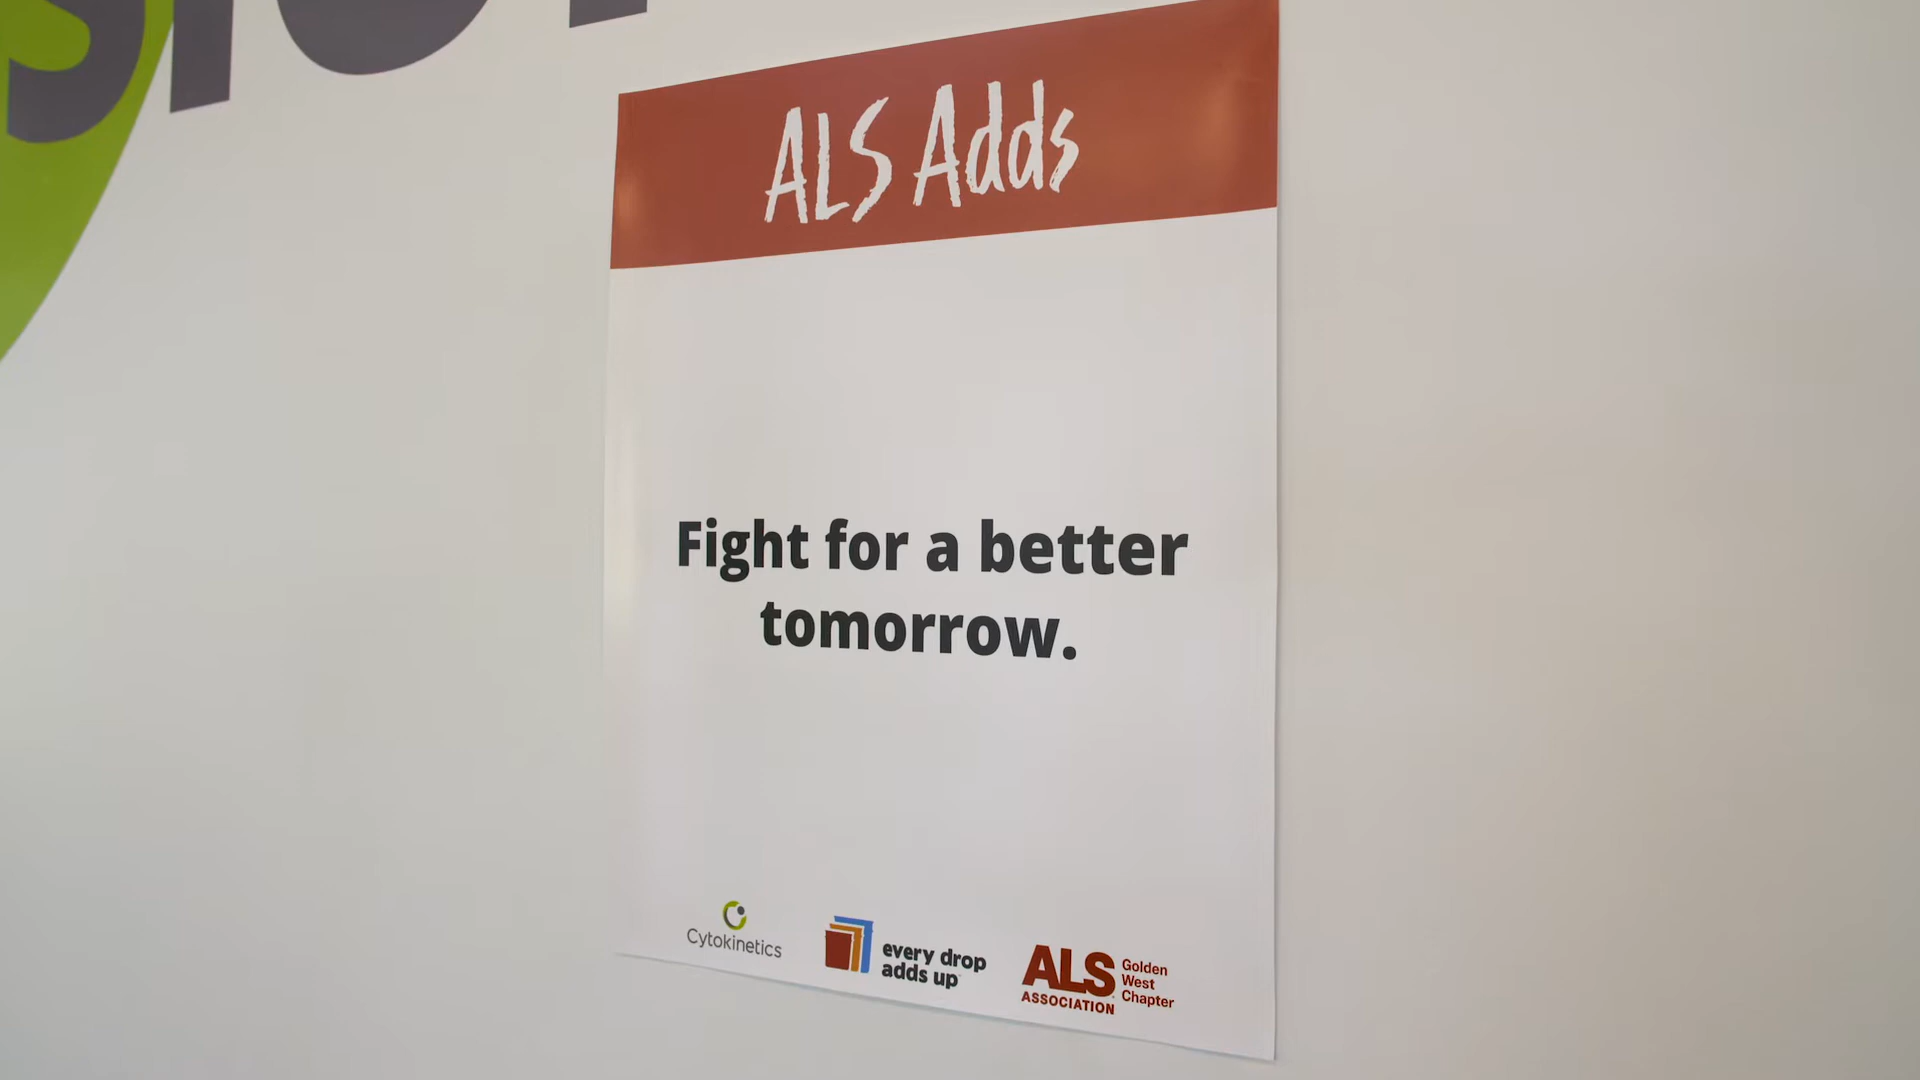 ALS Adds
Fight for a better
tomorrow.
Cytokinetics
every drop
adds up
ALS
ASSOCIATION
Golden
West
Chapter